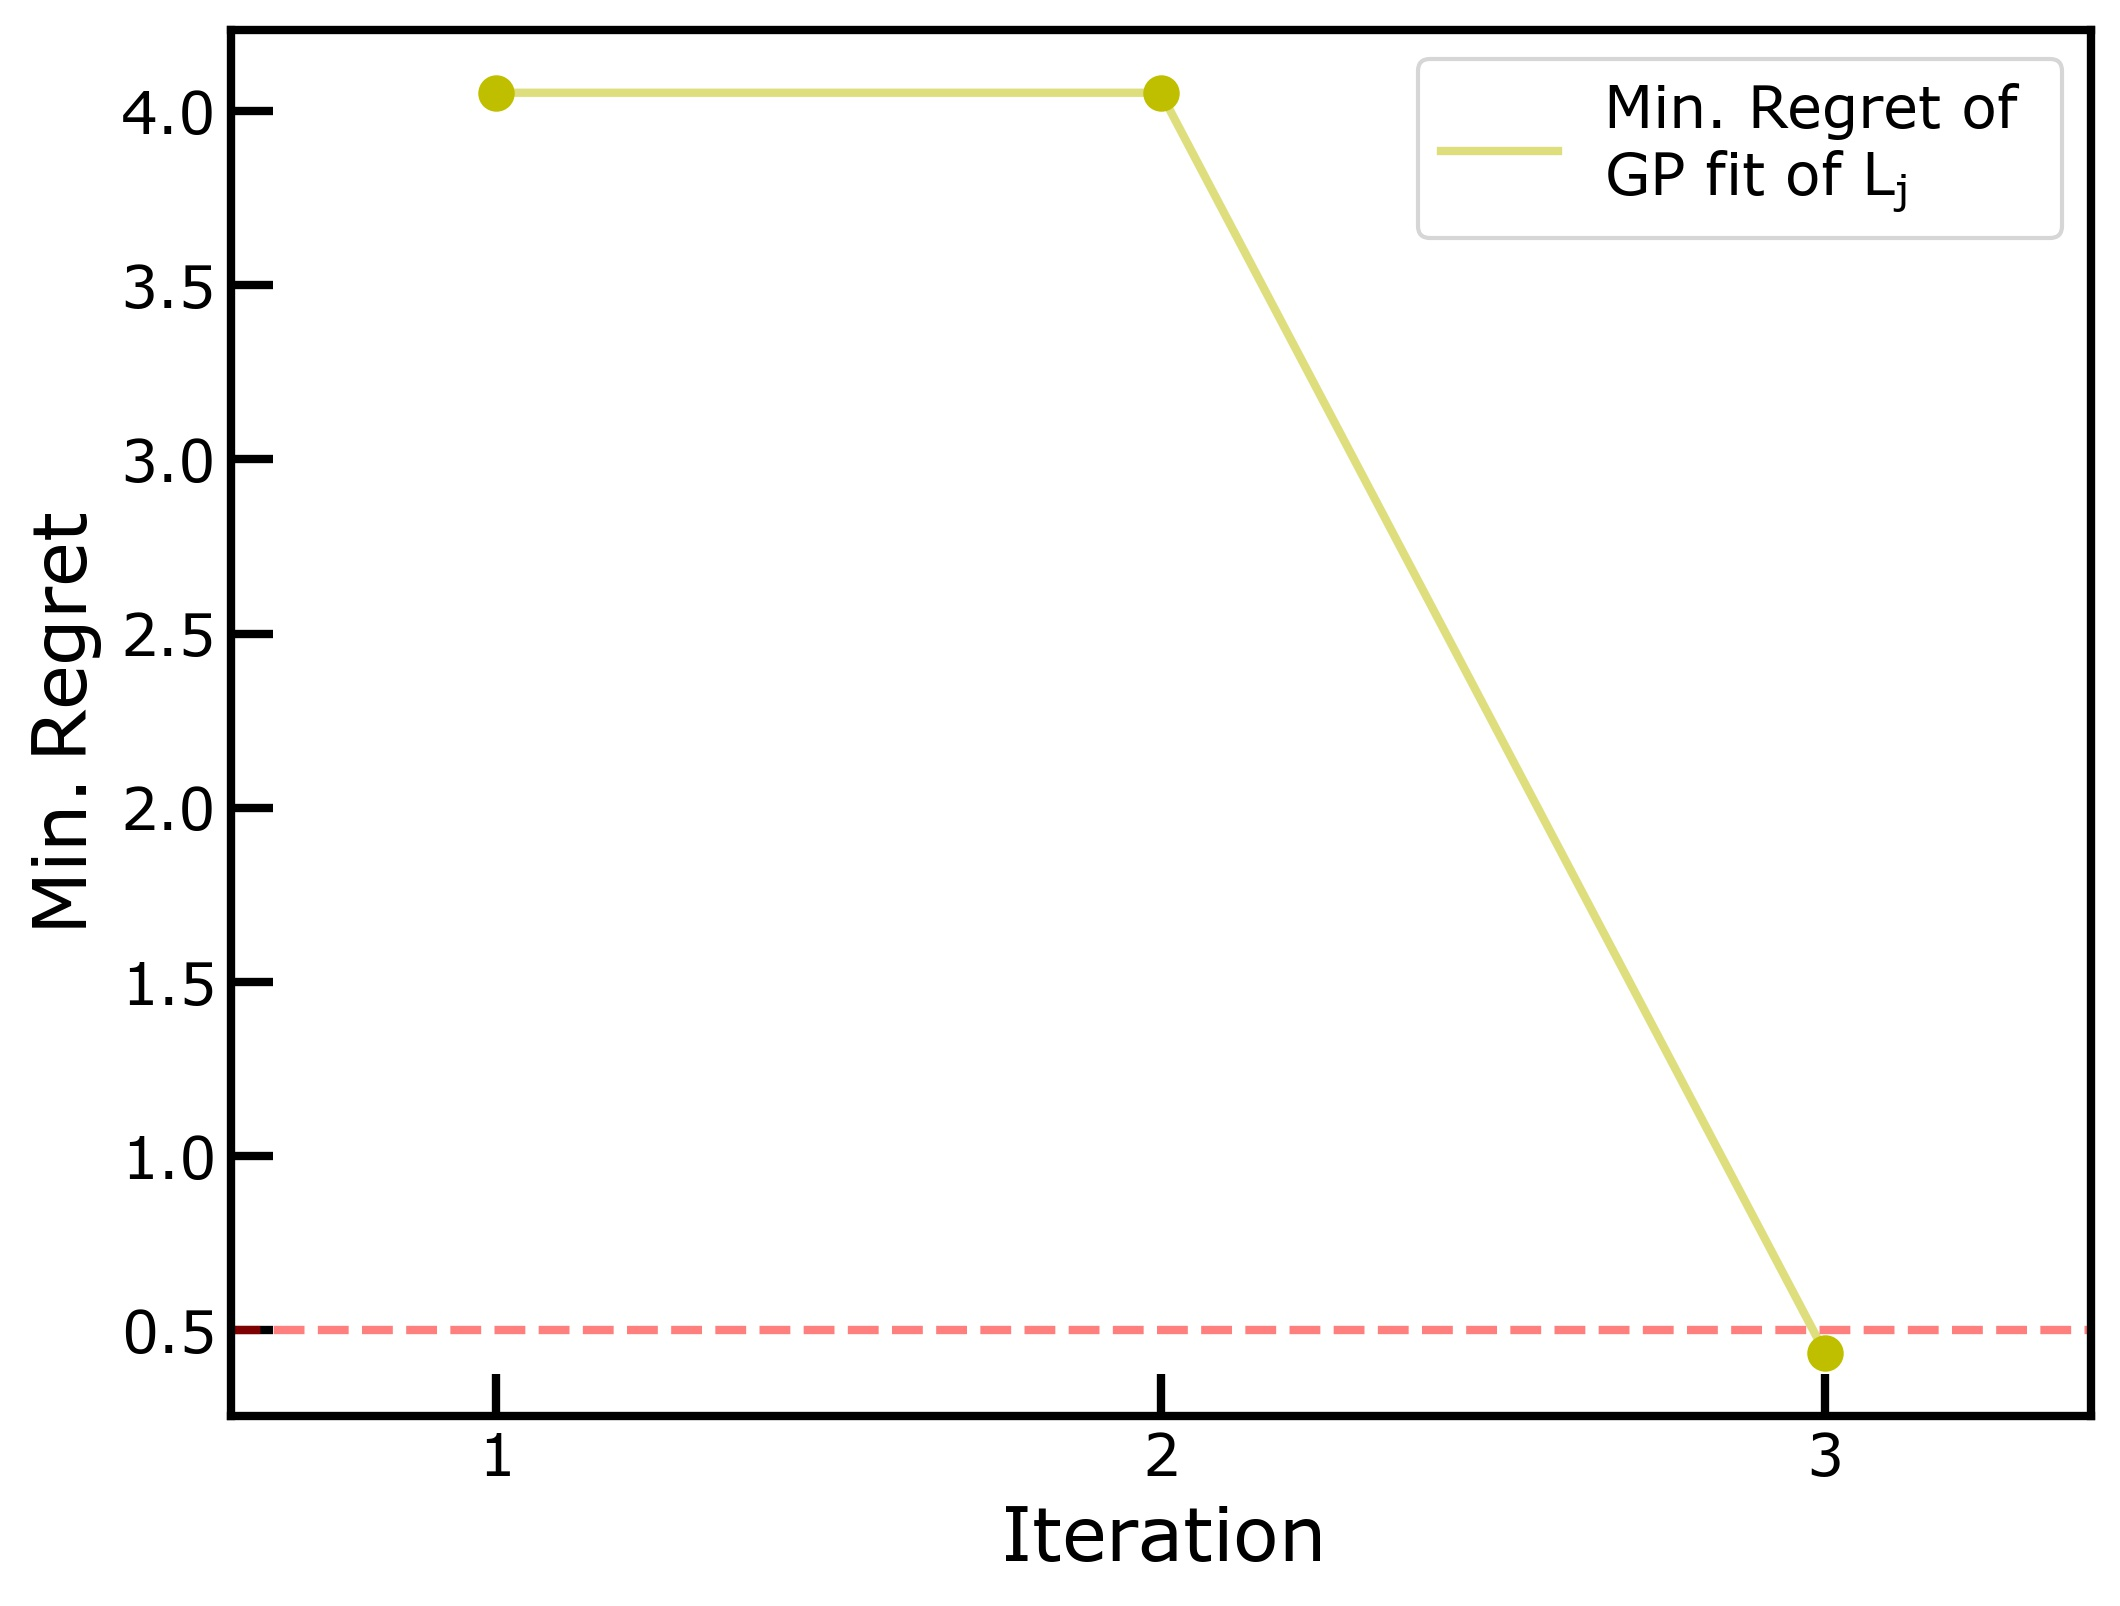 Min. Regret of
GP fit of Lj
4.0
3.5
3.0
2.5
2.0
1.5
1.0
0.5
Min. Regret
1 2 3
Iteration